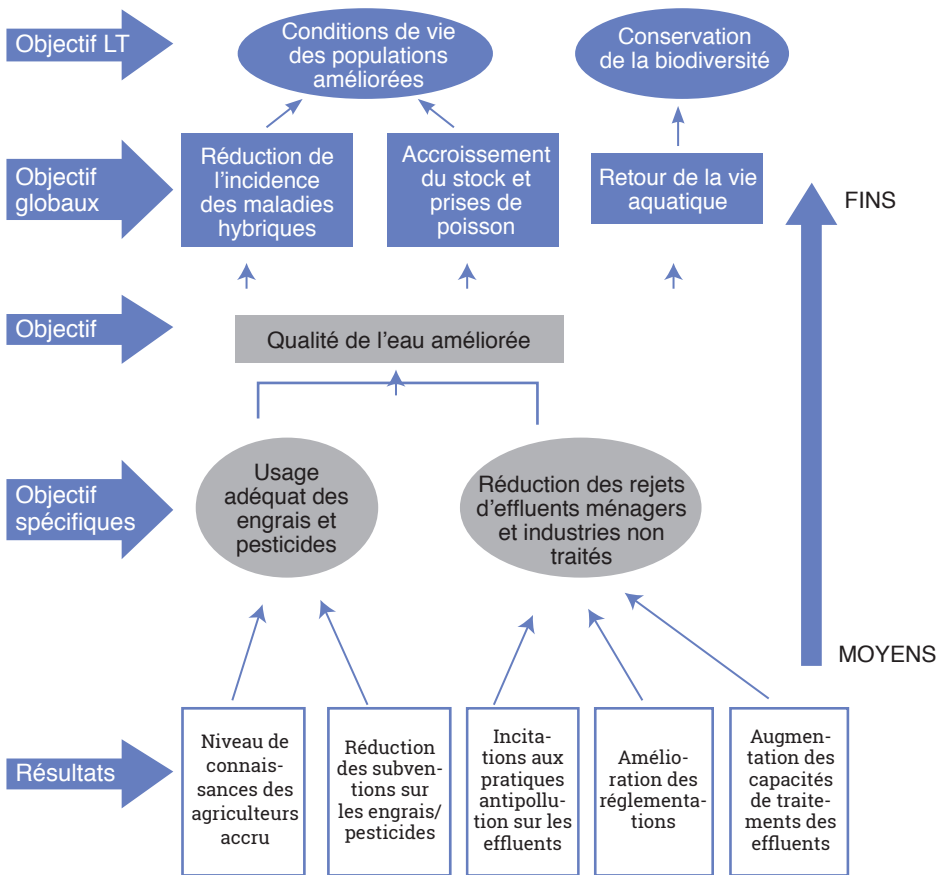 Objectif LT
Conditions de vie
des populations
améliorées
Conservation
de la biodiversité
Objectif
globaux
Réduction de
l'incidence
des maladies
hybriques
Accroissement
du stock et
prises de
poisson
Retour de la vie
aquatique
FINS
Objectif
Qualité de l'eau améliorée
Objectif
spécifiques
Usage
adéquat des
engrais et
pesticides
Réduction des rejets
d'effluents ménagers
et industries non
traités
MOYENS
Résultats
Niveau de
connais-
sances des
agriculteurs
accru
Réduction
des subven-
tions sur
les engrais/
pesticides
Incita-
tions aux
pratiques
antipollu-
tion sur les
effluents
Amélio-
ration des
réglementa-
tions
Augmen-
tation des
capacités
de traite-
ments des
effluents